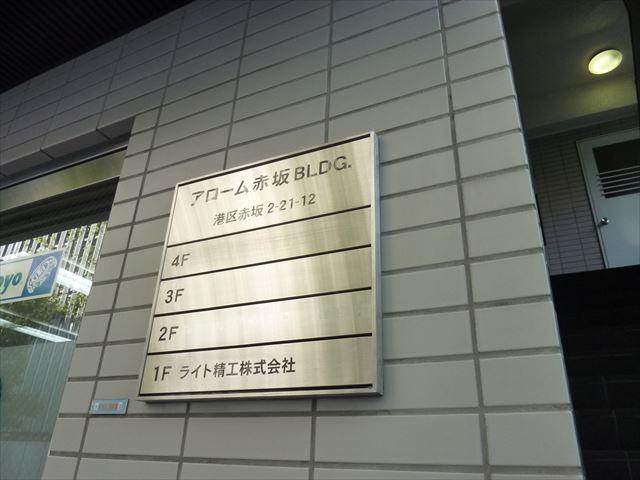 アローム赤坂BLDG.
港区赤坂2-21-12
4F
3F
2F
1F ライト精工株式会社